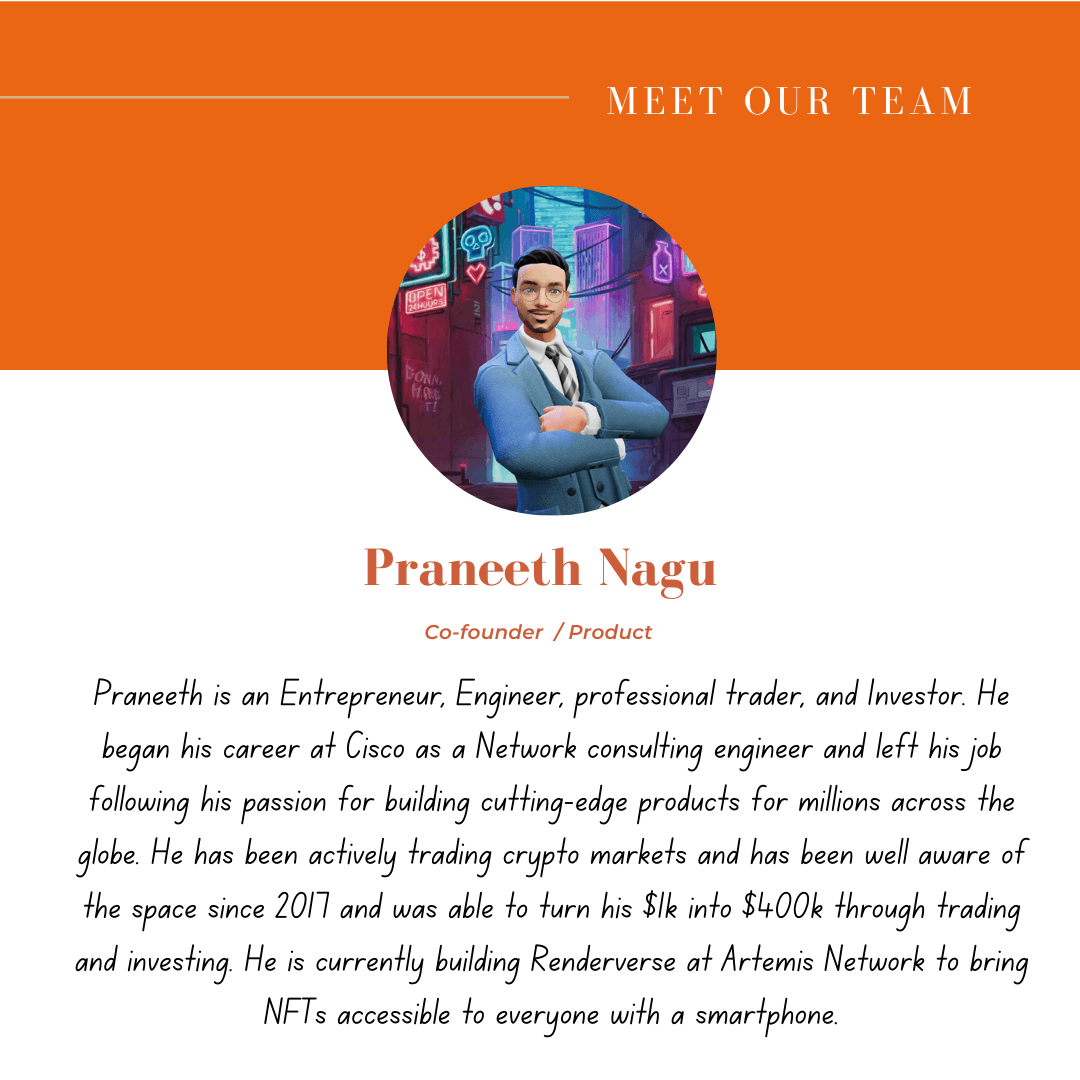 MEET OUR TEAM
OPEN
24HOURS
Praneeth Nagu
Co-founder / Product
Praneeth is an Entrepreneur, Engineer, professional trader, and Investor. He
began his career at Cisco as a Network consulting engineer and left his job
following his passion for building cutting-edge products for millions across the
globe. He has been actively trading crypto markets and has been well aware of
the space since 2017 and was able to turn his $1k into $400k through trading
and investing. He is currently building Renderverse at Artemis Network to bring
NFTs accessible to everyone with a smartphone.